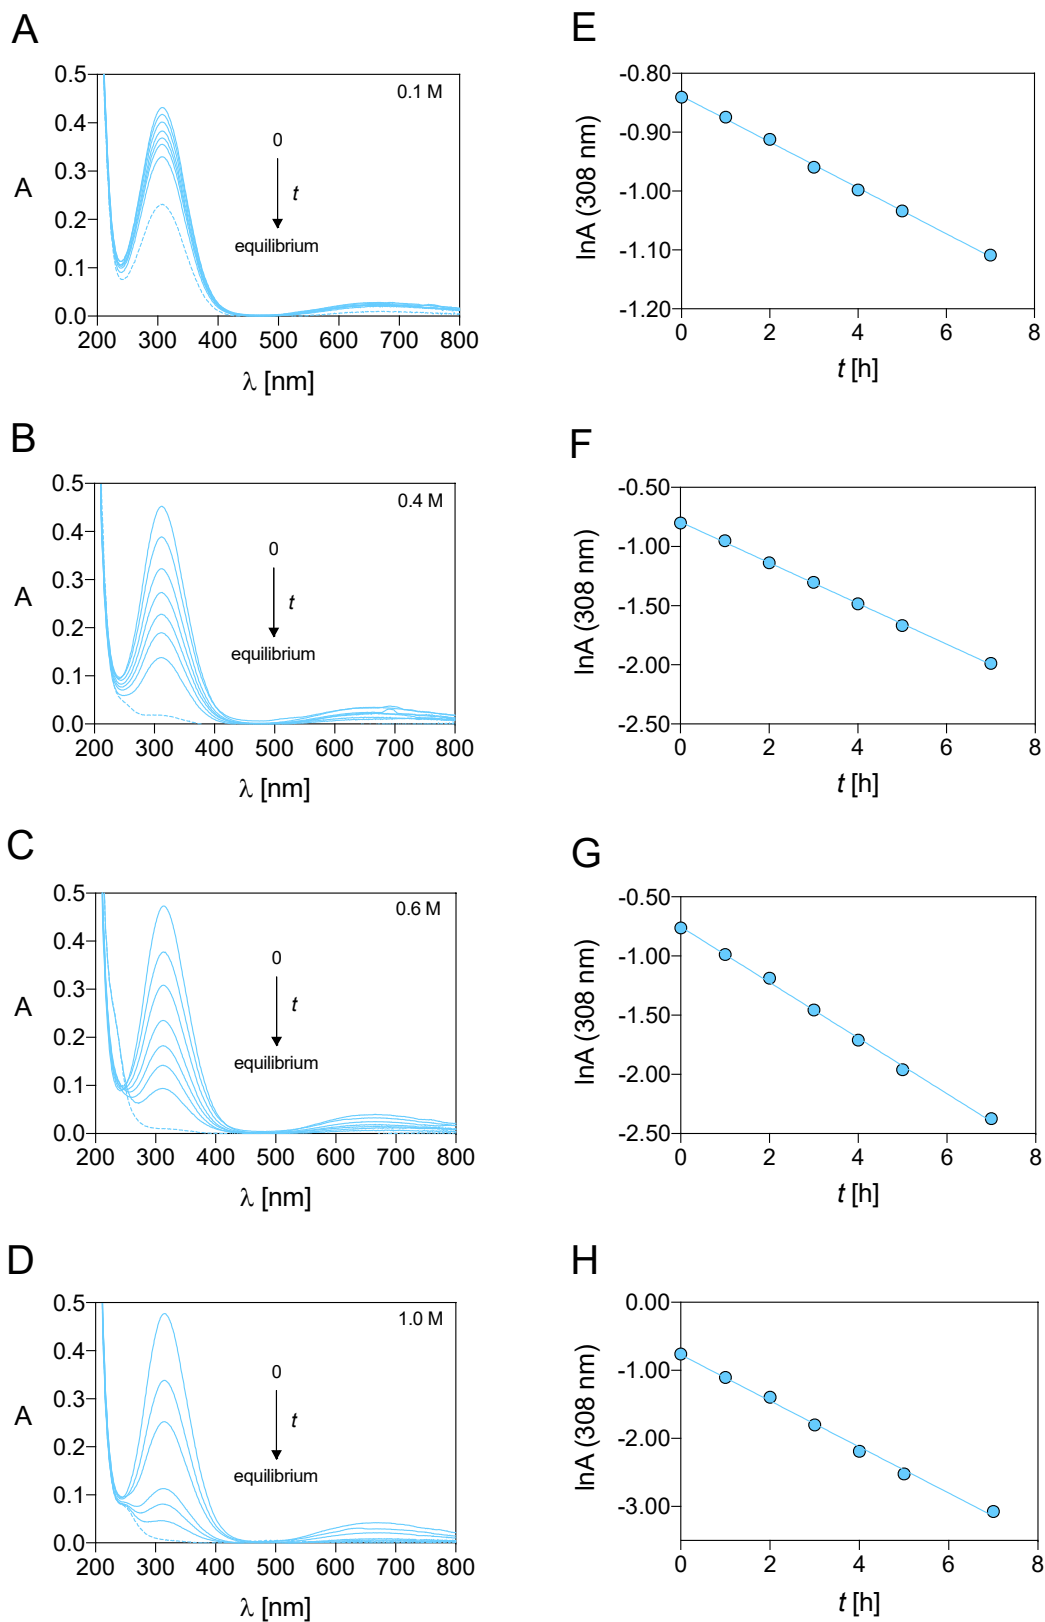 A
0.5
0.4
0.3
0.2
0.1
0.0
A
200 300 400 500 600 700 800
λ [nm]
0.1 M
0
t
equilibrium
E
-0.80
-0.90
-1.00
-1.10
-1.20
lnA (308 nm)
0 2 4 6 8
t [h]
B
0.5
0.4
0.3
0.2
0.1
0.0
A
200 300 400 500 600 700 800
λ [nm]
0.4 M
0
t
equilibrium
F
-0.50
-1.00
-1.50
-2.00
-2.50
lnA (308 nm)
0 2 4 6 8
t [h]
C
0.5
0.4
0.3
0.2
0.1
0.0
A
200 300 400 500 600 700 800
λ [nm]
0.6 M
0
t
equilibrium
G
-0.50
-1.00
-1.50
-2.00
-2.50
lnA (308 nm)
0 2 4 6 8
t [h]
D
0.5
0.4
0.3
0.2
0.1
0.0
A
200 300 400 500 600 700 800
λ [nm]
1.0 M
0
t
equilibrium
H
0.00
-1.00
-2.00
-3.00
lnA (308 nm)
0 2 4 6 8
t [h]